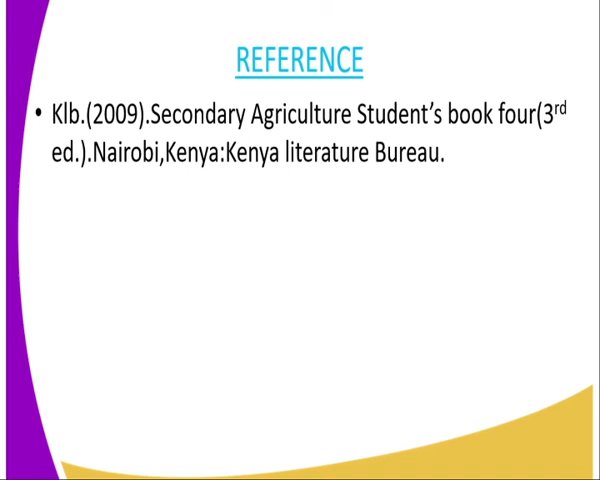 REFERENCE
• Klb.(2009).Secondary Agriculture Student’s book four(3rd
ed.).Nairobi,Kenya:Kenya literature Bureau.